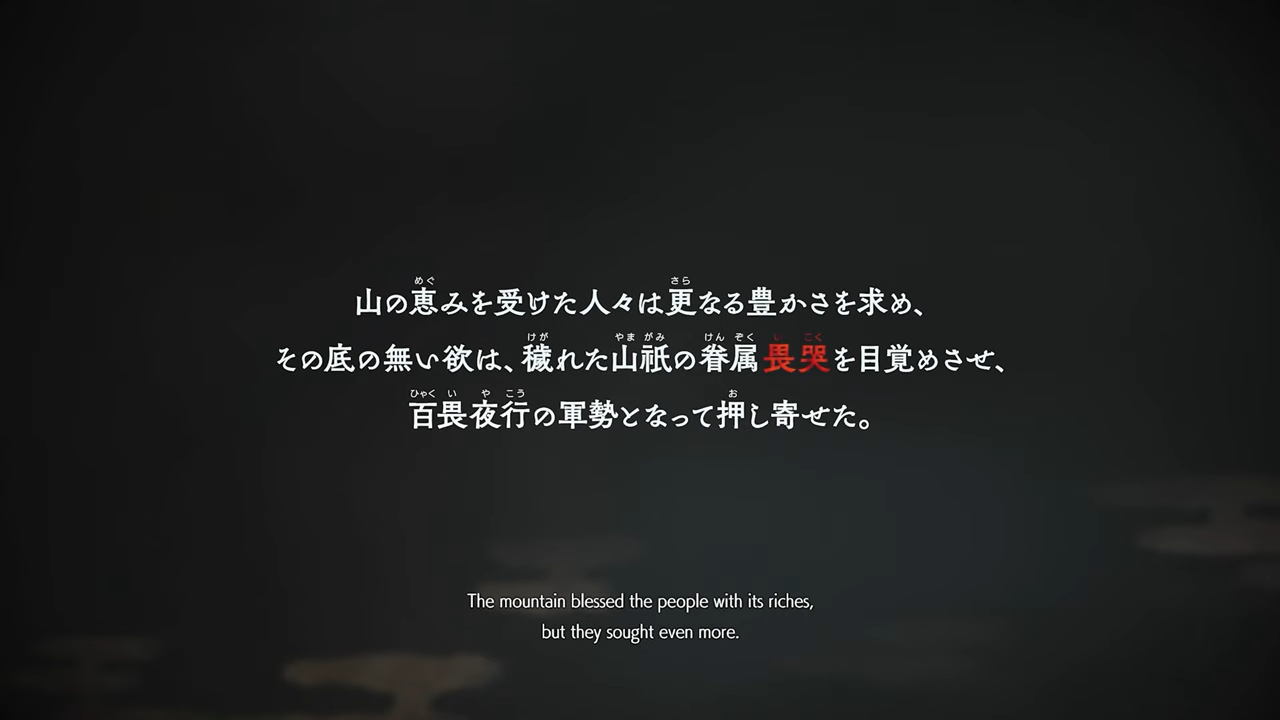 山の恵みを受けた人々は更なる豊かさを求め、
その底の無い欲は、穢れた山祇の眷属畏哭を目覚めさせ、
百畏夜行の軍勢となって押し寄せた。
The mountain blessed the people with its riches,
but they sought even more.